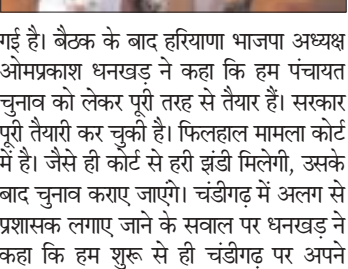 गई है। बैठक के बाद हरियाणा भाजपा अध्यक्ष
ओमप्रकाश धनखड़ ने कहा कि हम पंचायत
चुनाव को लेकर पूरी तरह से तैयार हैं। सरकार
पूरी तैयारी कर चुकी है। फिलहाल मामला कोर्ट
में है। जैसे ही कोर्ट से हरी झंडी मिलेगी, उसके
बाद चुनाव कराए जाएंगे। चंडीगढ़ में अलग से
प्रशासक लगाए जाने के सवाल पर धनखड़ ने
कहा कि हम शुरू से ही चंडीगढ़ पर अपने